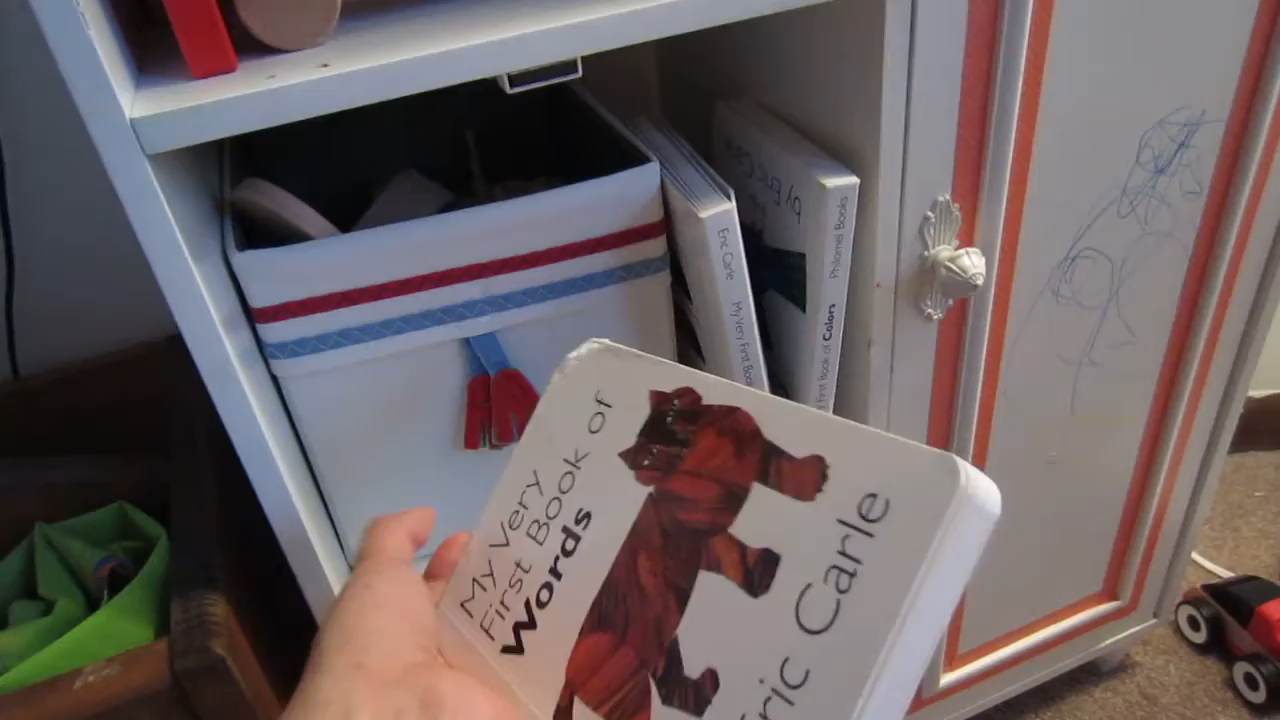 My Very
First Book of
Words
Eric Carle
Eric Carle My Very First Boo
First Book of Colors Philomel Books
by Eric Carle